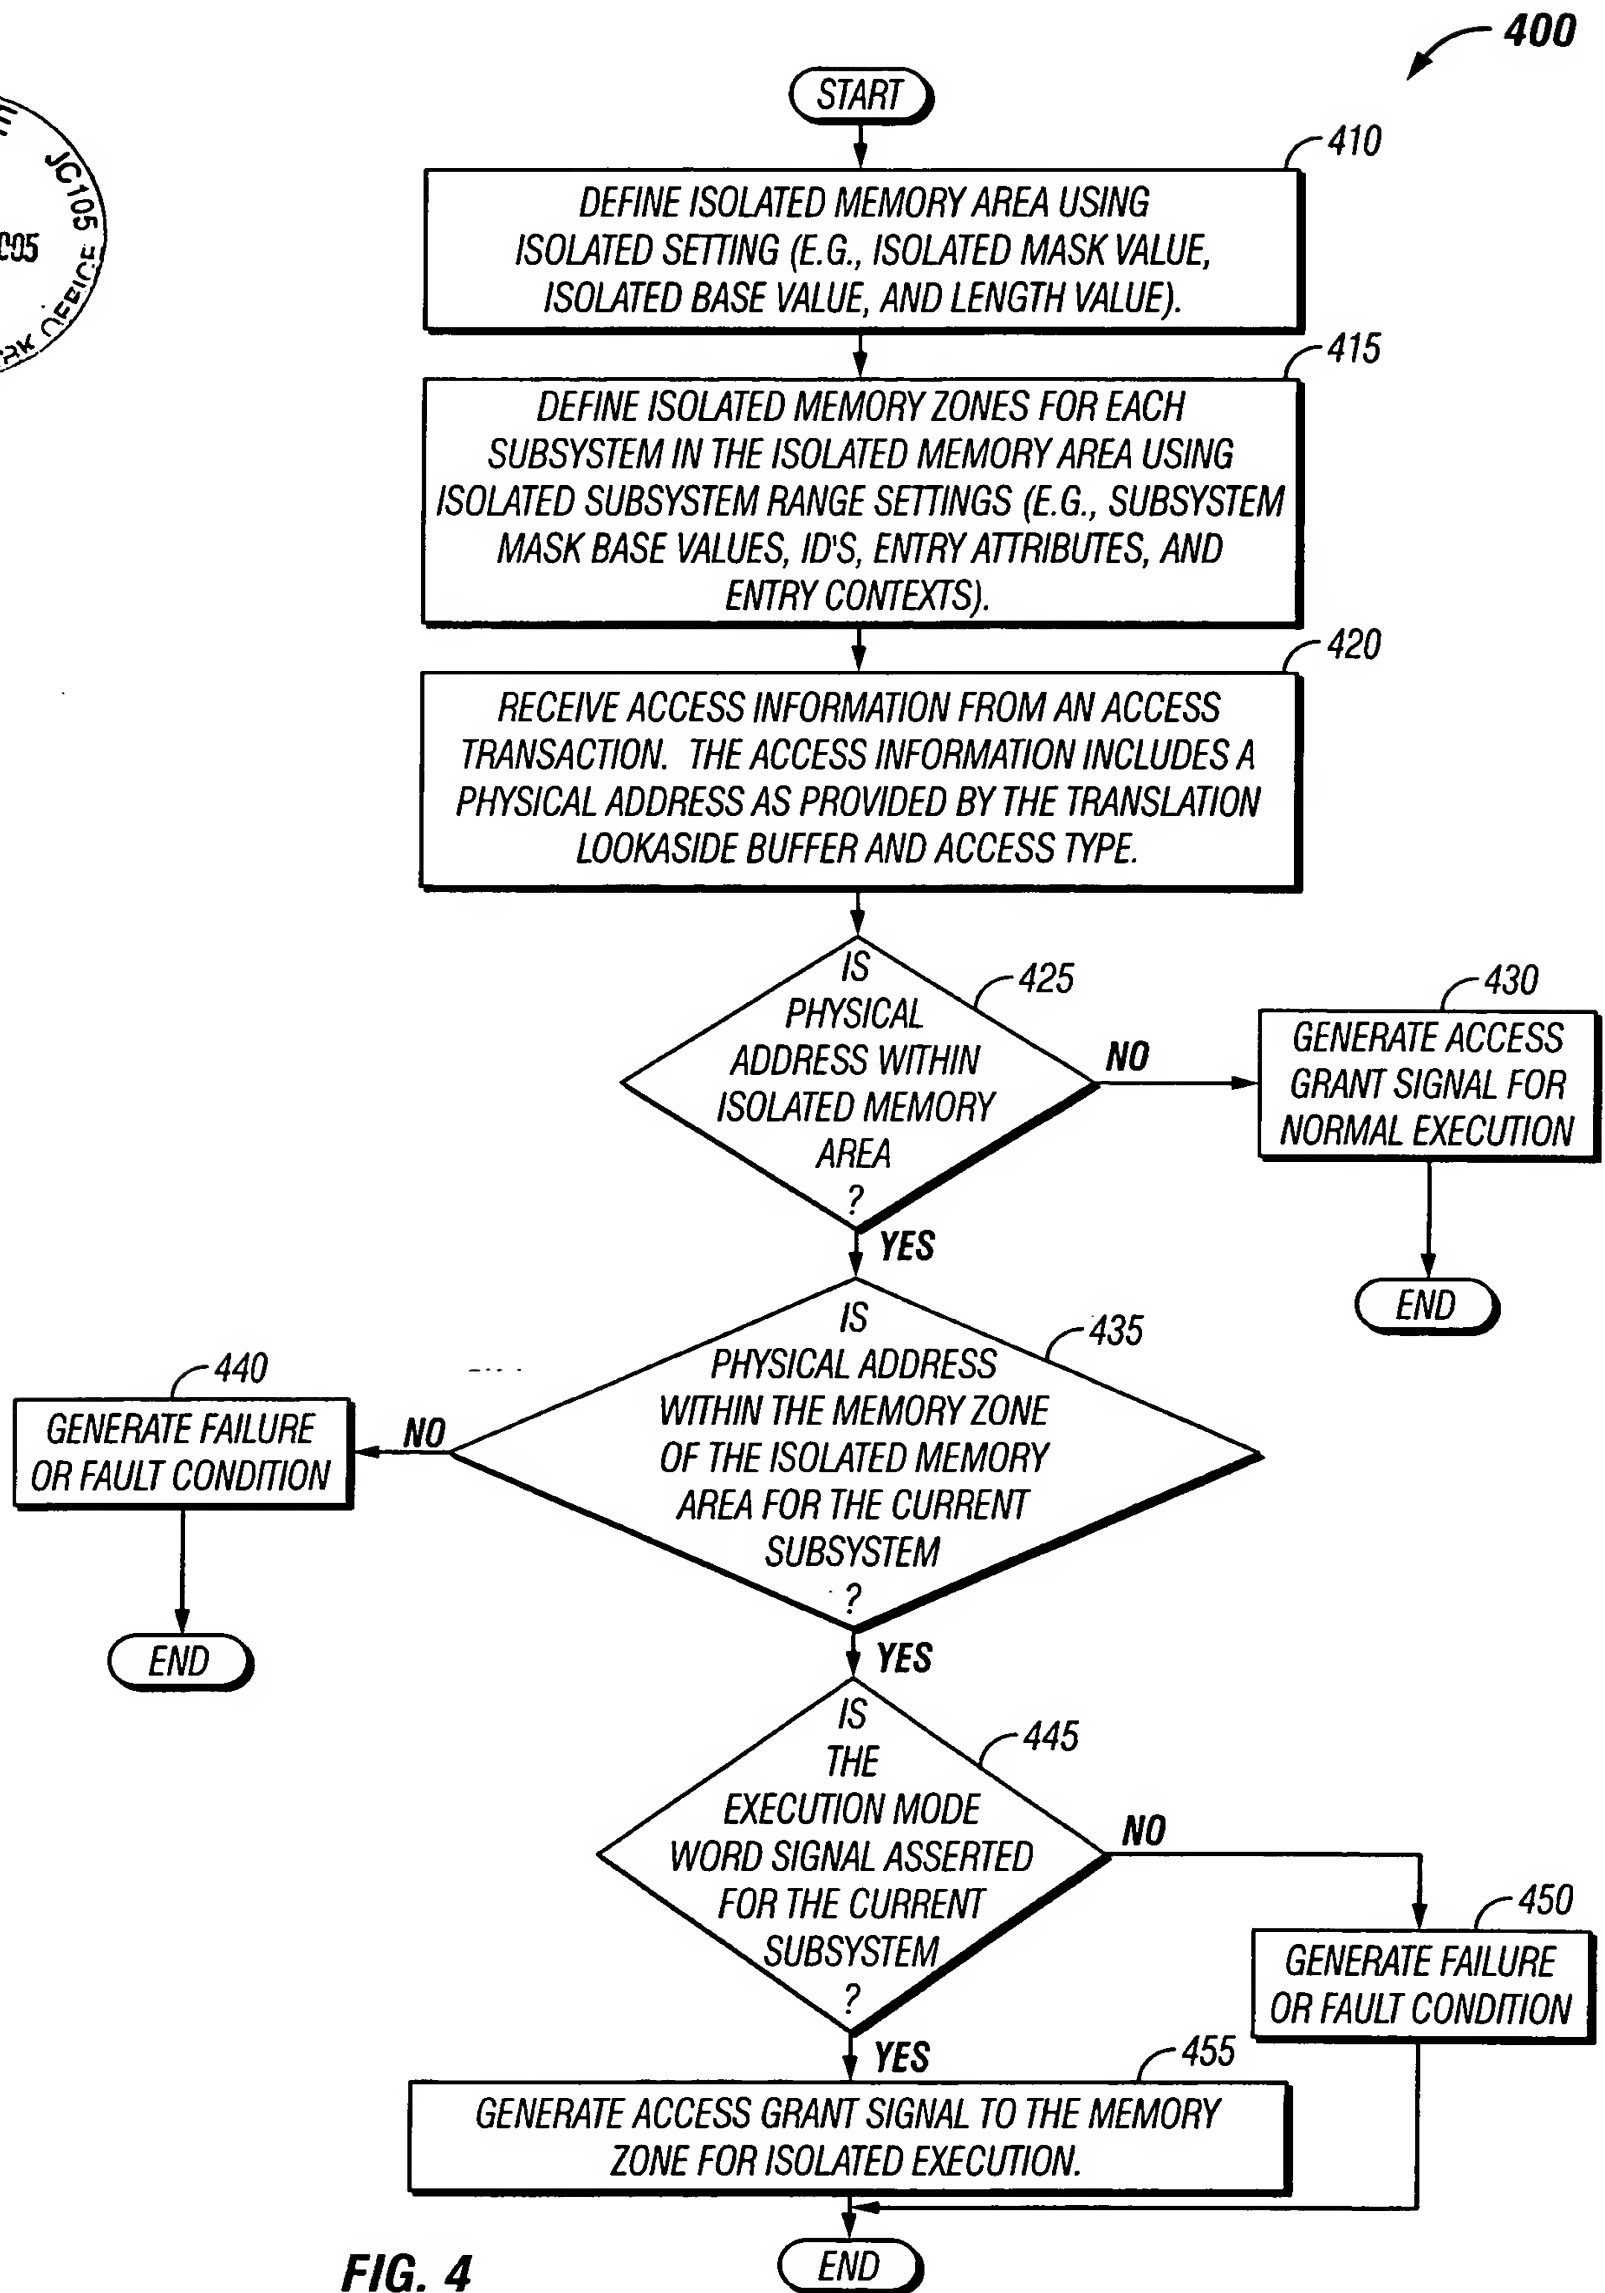 400
START
410
DEFINE ISOLATED MEMORY AREA USING
ISOLATED SETTING (E.G., ISOLATED MASK VALUE,
ISOLATED BASE VALUE, AND LENGTH VALUE).
415
DEFINE ISOLATED MEMORY ZONES FOR EACH
SUBSYSTEM IN THE ISOLATED MEMORY AREA USING
ISOLATED SUBSYSTEM RANGE SETTINGS (E.G., SUBSYSTEM
MASK BASE VALUES, ID'S, ENTRY ATTRIBUTES, AND
ENTRY CONTEXTS).
420
RECEIVE ACCESS INFORMATION FROM AN ACCESS
TRANSACTION. THE ACCESS INFORMATION INCLUDES A
PHYSICAL ADDRESS AS PROVIDED BY THE TRANSLATION
LOOKASIDE BUFFER AND ACCESS TYPE.
425
IS
PHYSICAL
ADDRESS WITHIN
ISOLATED MEMORY
AREA
?
NO
430
GENERATE ACCESS
GRANT SIGNAL FOR
NORMAL EXECUTION
END
YES
435
IS
PHYSICAL ADDRESS
WITHIN THE MEMORY ZONE
OF THE ISOLATED MEMORY
AREA FOR THE CURRENT
SUBSYSTEM
?
NO
440
GENERATE FAILURE
OR FAULT CONDITION
END
YES
445
IS
THE
EXECUTION MODE
WORD SIGNAL ASSERTED
FOR THE CURRENT
SUBSYSTEM
?
NO
450
GENERATE FAILURE
OR FAULT CONDITION
YES
455
GENERATE ACCESS GRANT SIGNAL TO THE MEMORY
ZONE FOR ISOLATED EXECUTION.
END
FIG. 4
JC105
OFFICE